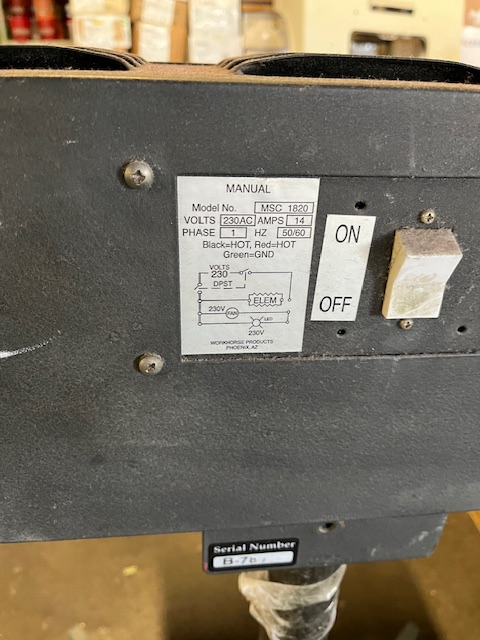 MANUAL
Model No. MSC 1820
VOLTS 230AC AMPS 14
PHASE 1 HZ 50/60
Black=HOT, Red=HOT
Green=GND
VOLTS
230
DPST
ELEM
230V
FAN
LED
230V
WORKHORSE PRODUCTS
PHOENIX, AZ
ON
OFF
Serial Number